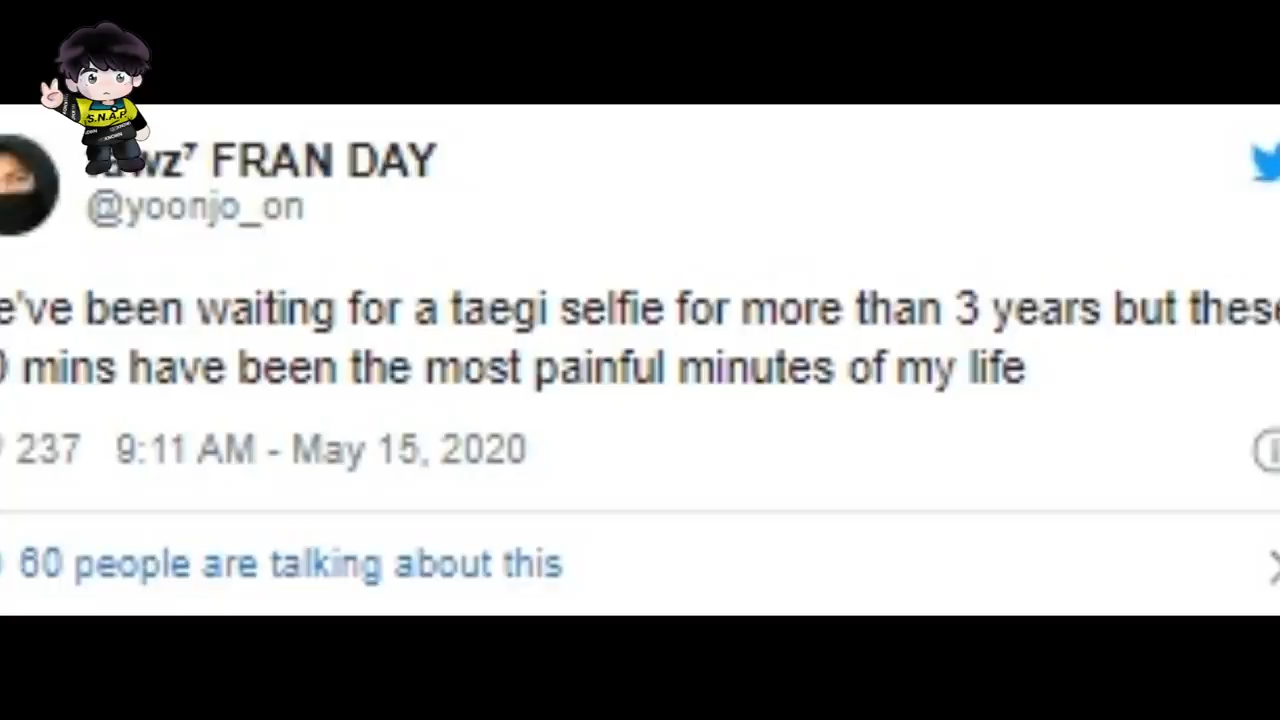 S.N.A.P.
FRAN DAY
@yoonjo_on
e've been waiting for a taegi selfie for more than 3 years but these
0 mins have been the most painful minutes of my life
237 9:11 AM - May 15, 2020
60 people are talking about this